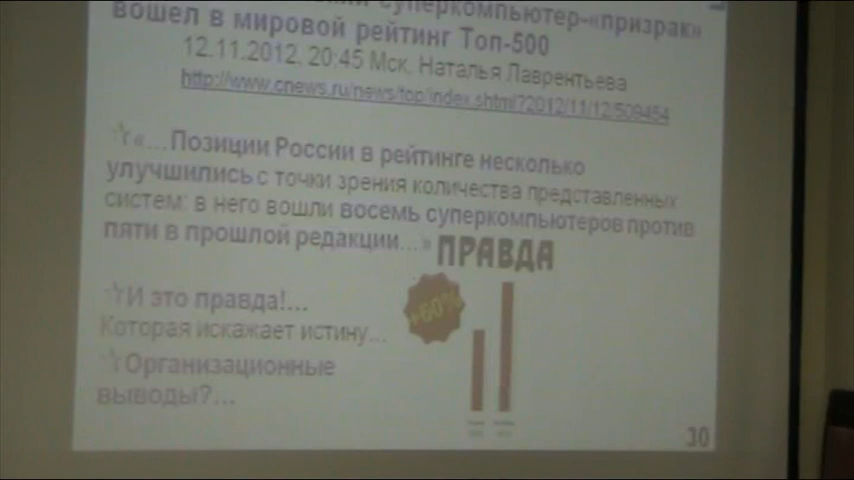 суперкомпьютер-«призрак»
вошел в мировой рейтинг Топ-500
12.11.2012, 20:45 Мск, Наталья Лаврентьева
http://www.cnews.ru/news/top/index.shtml?2012/11/12/509454
«...Позиции России в рейтинге несколько
улучшились с точки зрения количества представленных
систем: в него вошли восемь суперкомпьютеров против
пяти в прошлой редакции...»
ПРАВДА
+60%
И это правда!...
Которая искажает истину...
Организационные
выводы?...
30